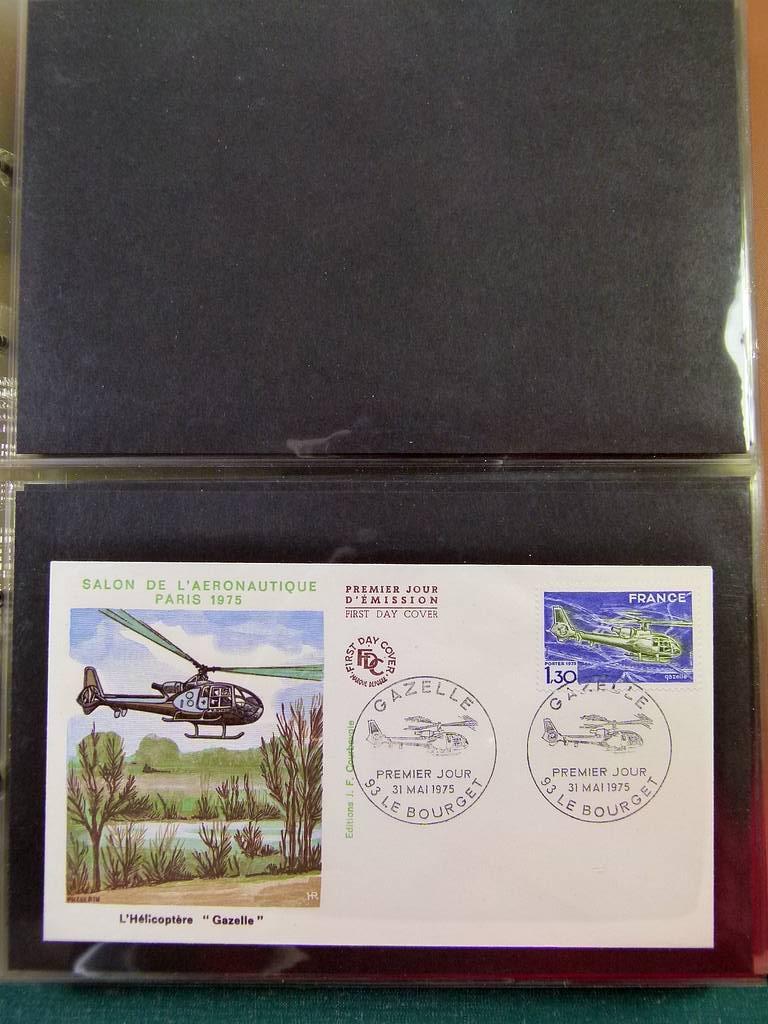 SALON DE L'AERONAUTIQUE
PARIS 1975
PREMIER JOUR
D'ÉMISSION
FIRST DAY COVER
FIRST DAY COVER
FDC
FRANCE
1.30
gazelle
GAZELLE
PREMIER JOUR
31 MAI 1975
93 LE BOURGET
GAZELLE
PREMIER JOUR
31 MAI 1975
93 LE BOURGET
Editions J. F.
HR
L'Hélicoptère "Gazelle"